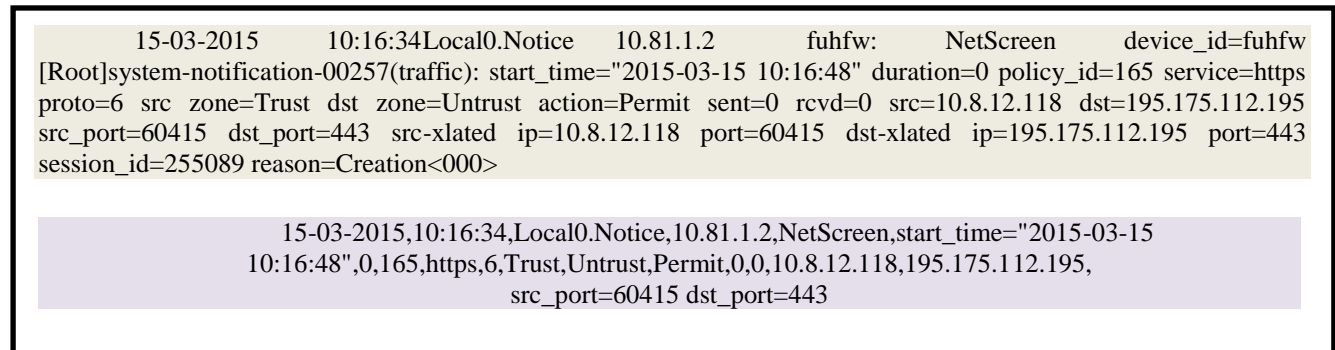 15-03-2015 10:16:34Local0.Notice 10.81.1.2 fuhfw: NetScreen device_id=fuhfw
[Root]system-notification-00257(traffic): start_time="2015-03-15 10:16:48" duration=0 policy_id=165 service=https
proto=6 src zone=Trust dst zone=Untrust action=Permit sent=0 rcvd=0 src=10.8.12.118 dst=195.175.112.195
src_port=60415 dst_port=443 src-xlated ip=10.8.12.118 port=60415 dst-xlated ip=195.175.112.195 port=443
session_id=255089 reason=Creation<000>
15-03-2015,10:16:34,Local0.Notice,10.81.1.2,NetScreen,start_time="2015-03-15
10:16:48",0,165,https,6,Trust,Untrust,Permit,0,0,10.8.12.118,195.175.112.195,
src_port=60415 dst_port=443